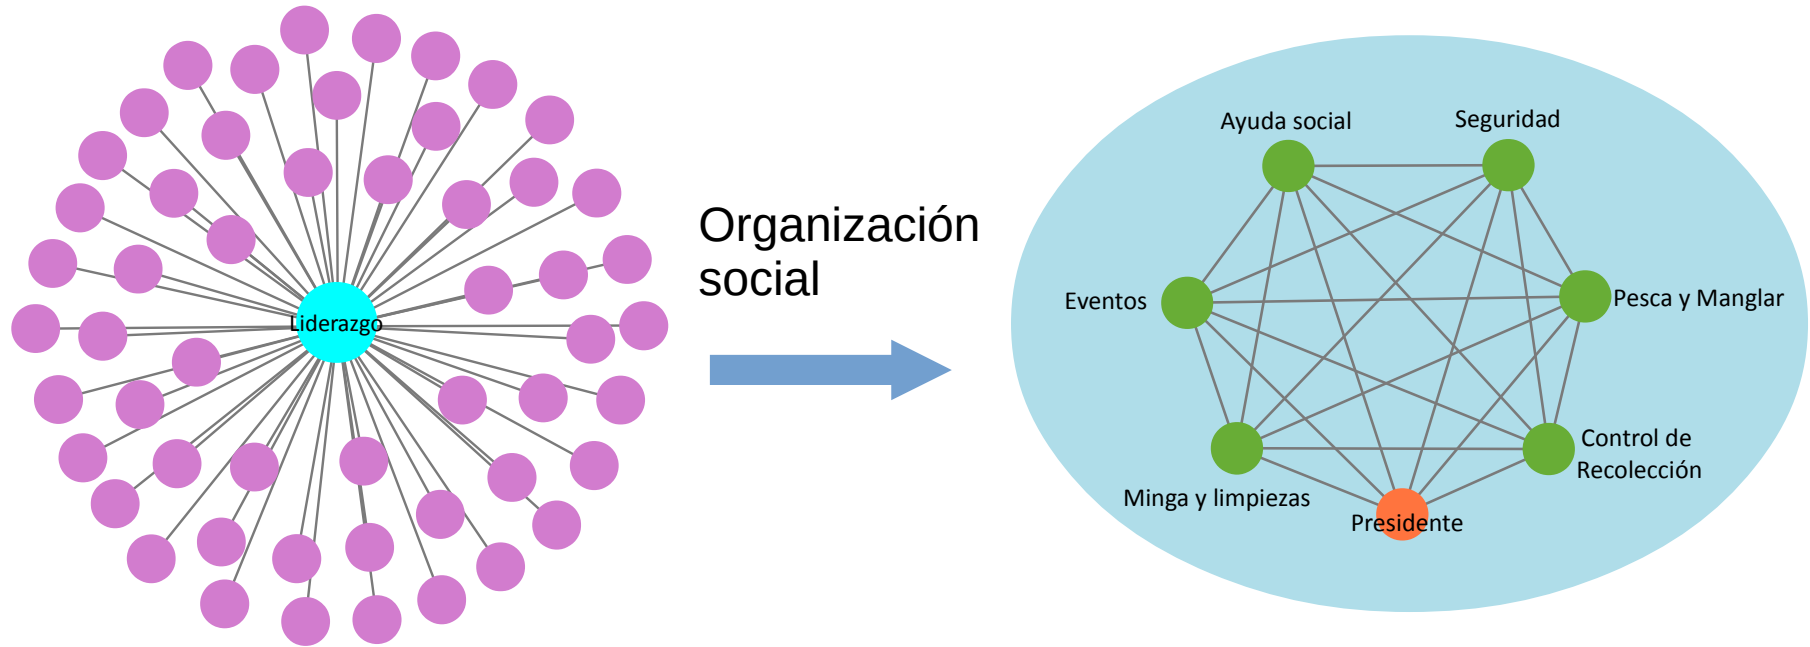 Liderazgo
Organización
social
Ayuda social
Seguridad
Eventos
Pesca y Manglar
Minga y limpiezas
Control de
Recolección
Presidente